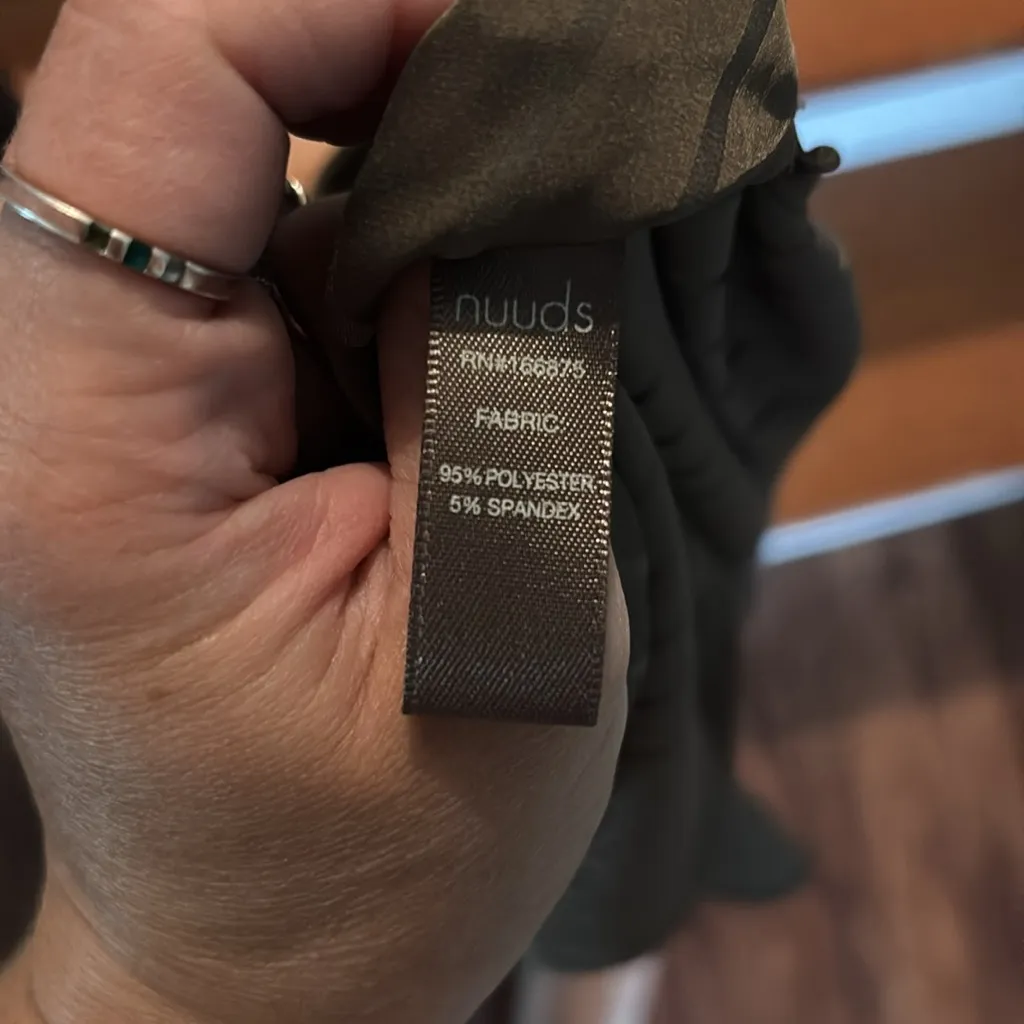 nuuds
RN#166875
FABRIC:
95% POLYESTER
5% SPANDEX